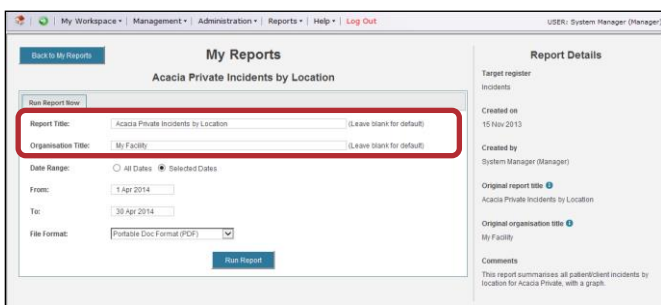 My Workspace | Management | Administration | Reports | Help | Log Out
USER: System Manager (Manager)
Back to My Reports
My Reports
Acacia Private Incidents by Location
Run Report Now
Report Title: Acacia Private Incidents by Location (Leave blank for default)
Organisation Title: My Facility (Leave blank for default)
Date Range: All Dates Selected Dates
From: 1 Apr 2014
To: 30 Apr 2014
File Format: Portable Doc Format (PDF)
Run Report
Report Details
Target register
Incidents
Created on
15 Nov 2013
Created by
System Manager (Manager)
Original report title
Acacia Private Incidents by Location
Original organisation title
My Facility
Comments
This report summarises all patient/client incidents by
location for Acacia Private, with a graph.